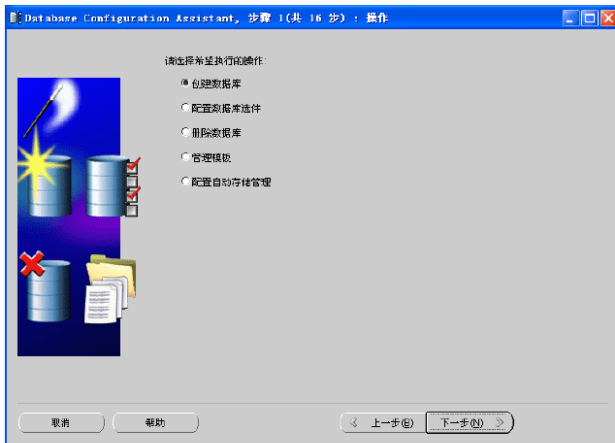 Database Configuration Assistant, 步骤 1(共 16 步) : 操作
请选择希望执行的操作:
创建数据库
配置数据库选件
删除数据库
管理模板
配置自动存储管理
取消
帮助
上一步(B)
下一步(N)